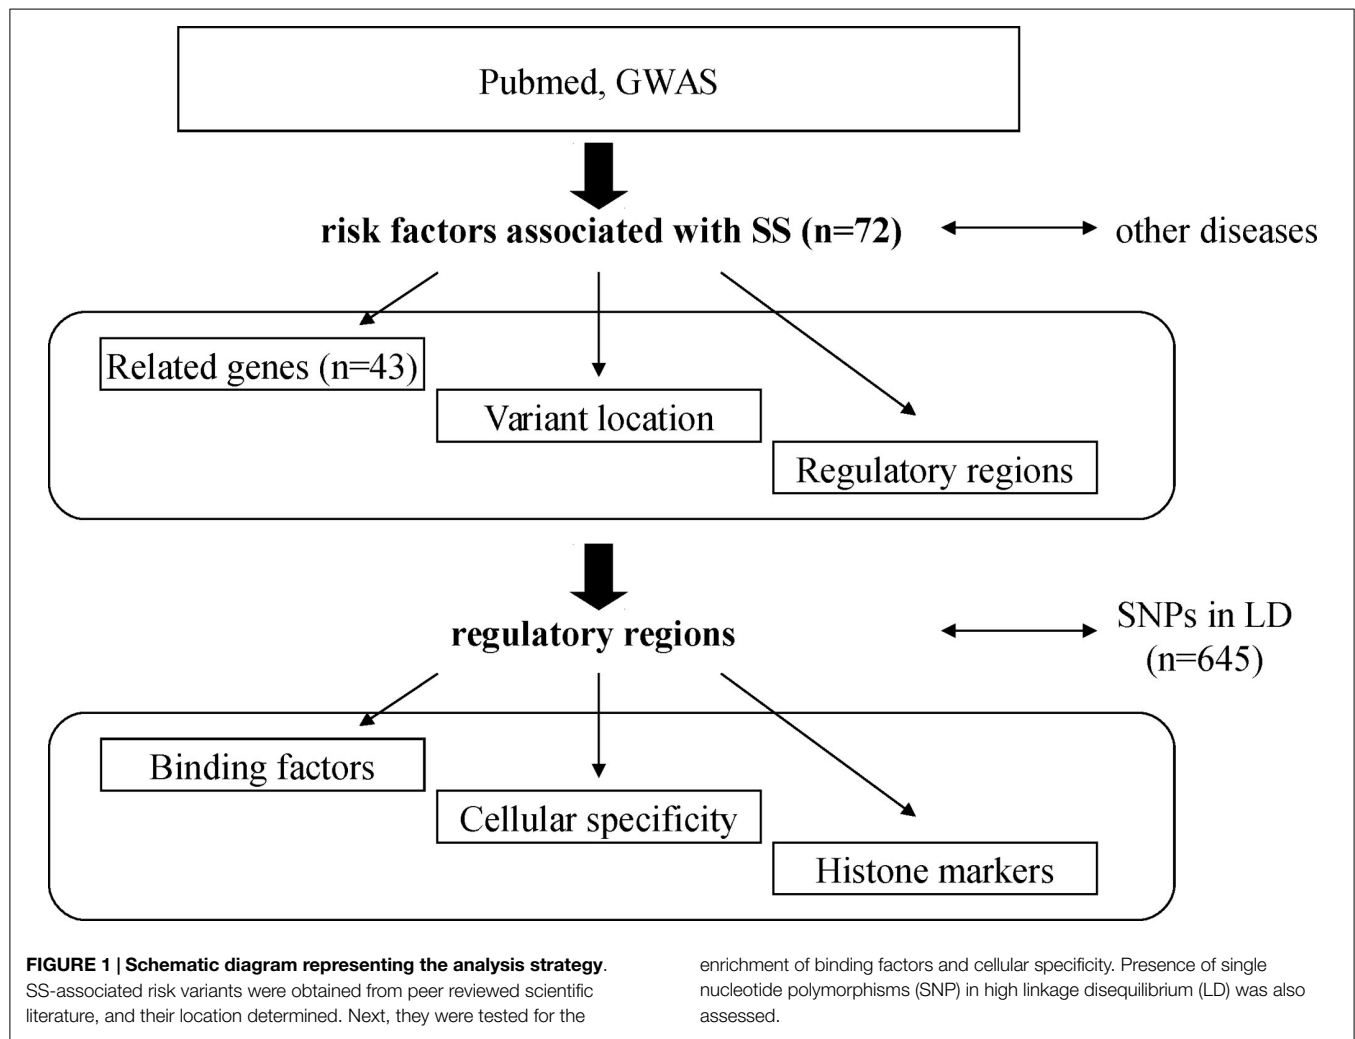 Pubmed, GWAS
risk factors associated with SS (n=72)
other diseases
Related genes (n=43)
Variant location
Regulatory regions
regulatory regions
SNPs in LD
(n=645)
Binding factors
Cellular specificity
Histone markers
FIGURE 1 | Schematic diagram representing the analysis strategy.
SS-associated risk variants were obtained from peer reviewed scientific
literature, and their location determined. Next, they were tested for the
enrichment of binding factors and cellular specificity. Presence of single
nucleotide polymorphisms (SNP) in high linkage disequilibrium (LD) was also
assessed.